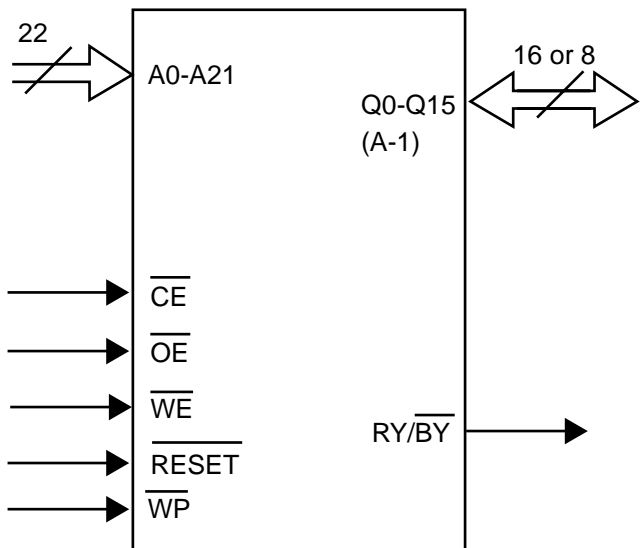 22
A0-A21
16 or 8
Q0-Q15
(A-1)
CE
OE
WE
RESET
WP
RY/BY